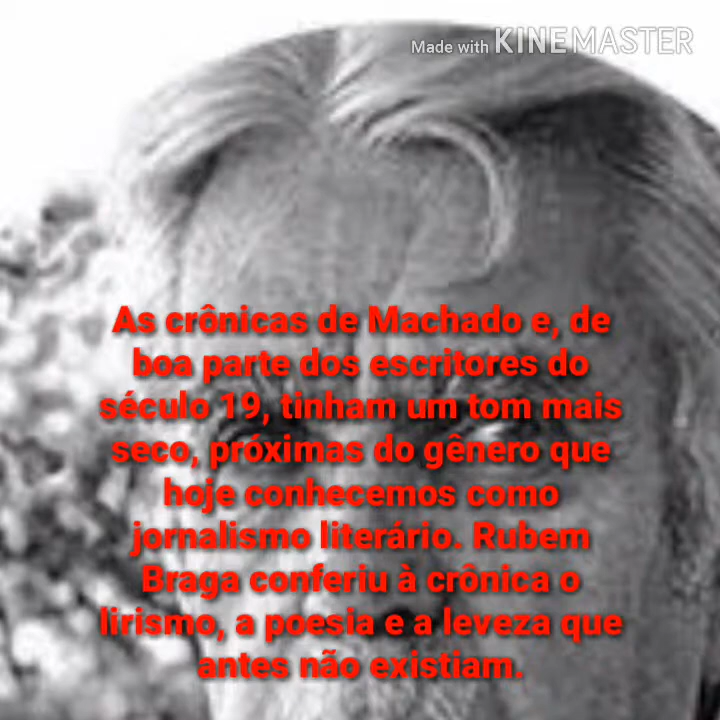 Made with KINEMASTER
As crônicas de Machado e, de
boa parte dos escritores do
século 19, tinham um tom mais
seco, próximas do gênero que
hoje conhecemos como
jornalismo literário. Rubem
Braga conferiu à crônica o
lirismo, a poesia e a leveza que
antes não existiam.